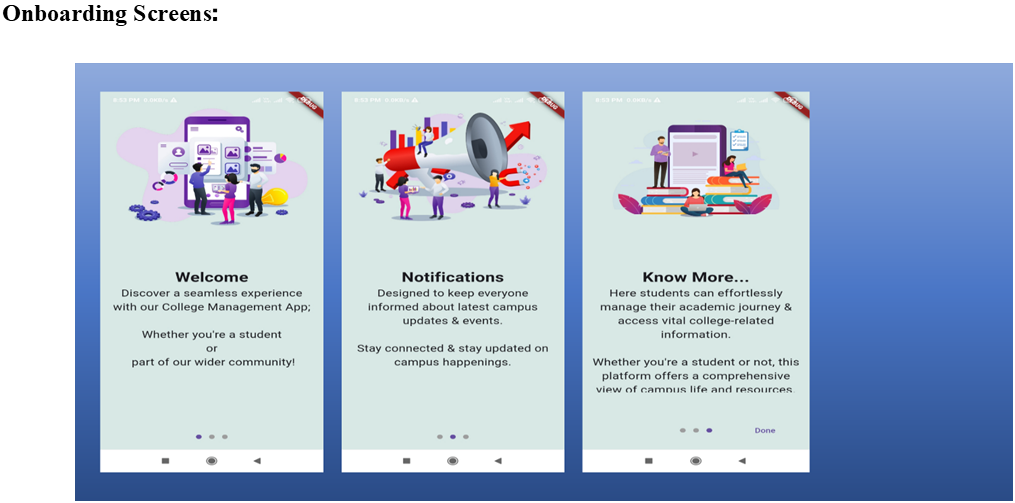 Onboarding Screens:
Welcome
Discover a seamless experience
with our College Management App;
Whether you're a student
or
part of our wider community!
Notifications
Designed to keep everyone
informed about latest campus
updates & events.
Stay connected & stay updated on
campus happenings.
Know More...
Here students can effortlessly
manage their academic journey &
access vital college-related
information.
Whether you're a student or not, this
platform offers a comprehensive
view of campus life and resources.
Done